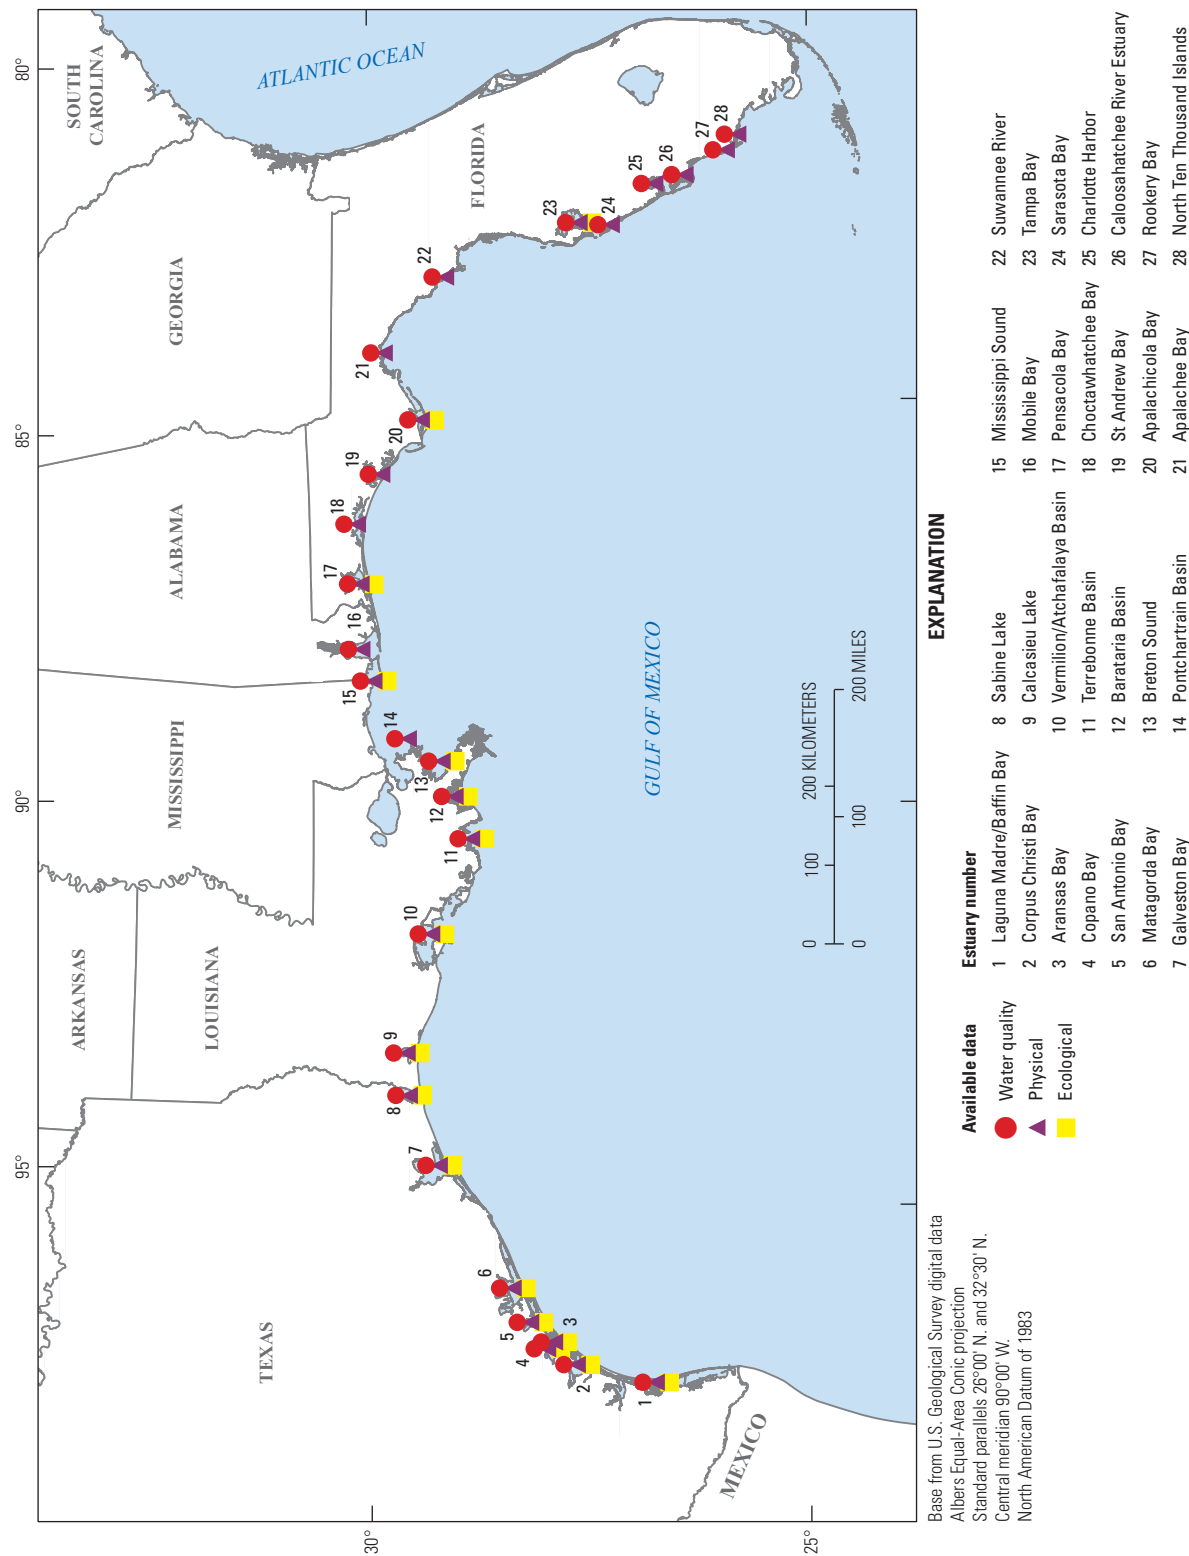 95°
90°
85°
80°
30°
25°
ARKANSAS
SOUTH
CAROLINA
MISSISSIPPI
ALABAMA
GEORGIA
TEXAS
LOUISIANA
FLORIDA
MEXICO
ATLANTIC OCEAN
GULF OF MEXICO
1
2
3
4
5
6
7
8
9
10
11
12
13
14
15
16
17
18
19
20
21
22
23
24
25
26
27
28
0 100 200 KILOMETERS
0 100 200 MILES
Base from U.S. Geological Survey digital data
Albers Equal-Area Conic projection
Standard parallels 26°00' N. and 32°30' N.
Central meridian 90°00' W.
North American Datum of 1983
EXPLANATION
Available data
Water quality
Physical
Ecological
Estuary number
1 Laguna Madre/Baffin Bay
2 Corpus Christi Bay
3 Aransas Bay
4 Copano Bay
5 San Antonio Bay
6 Matagorda Bay
7 Galveston Bay
8 Sabine Lake
9 Calcasieu Lake
10 Vermilion/Atchafalaya Basin
11 Terrebonne Basin
12 Barataria Basin
13 Breton Sound
14 Pontchartrain Basin
15 Mississippi Sound
16 Mobile Bay
17 Pensacola Bay
18 Choctawhatchee Bay
19 St Andrew Bay
20 Apalachicola Bay
21 Apalachee Bay
22 Suwannee River
23 Tampa Bay
24 Sarasota Bay
25 Charlotte Harbor
26 Caloosahatchee River Estuary
27 Rookery Bay
28 North Ten Thousand Islands